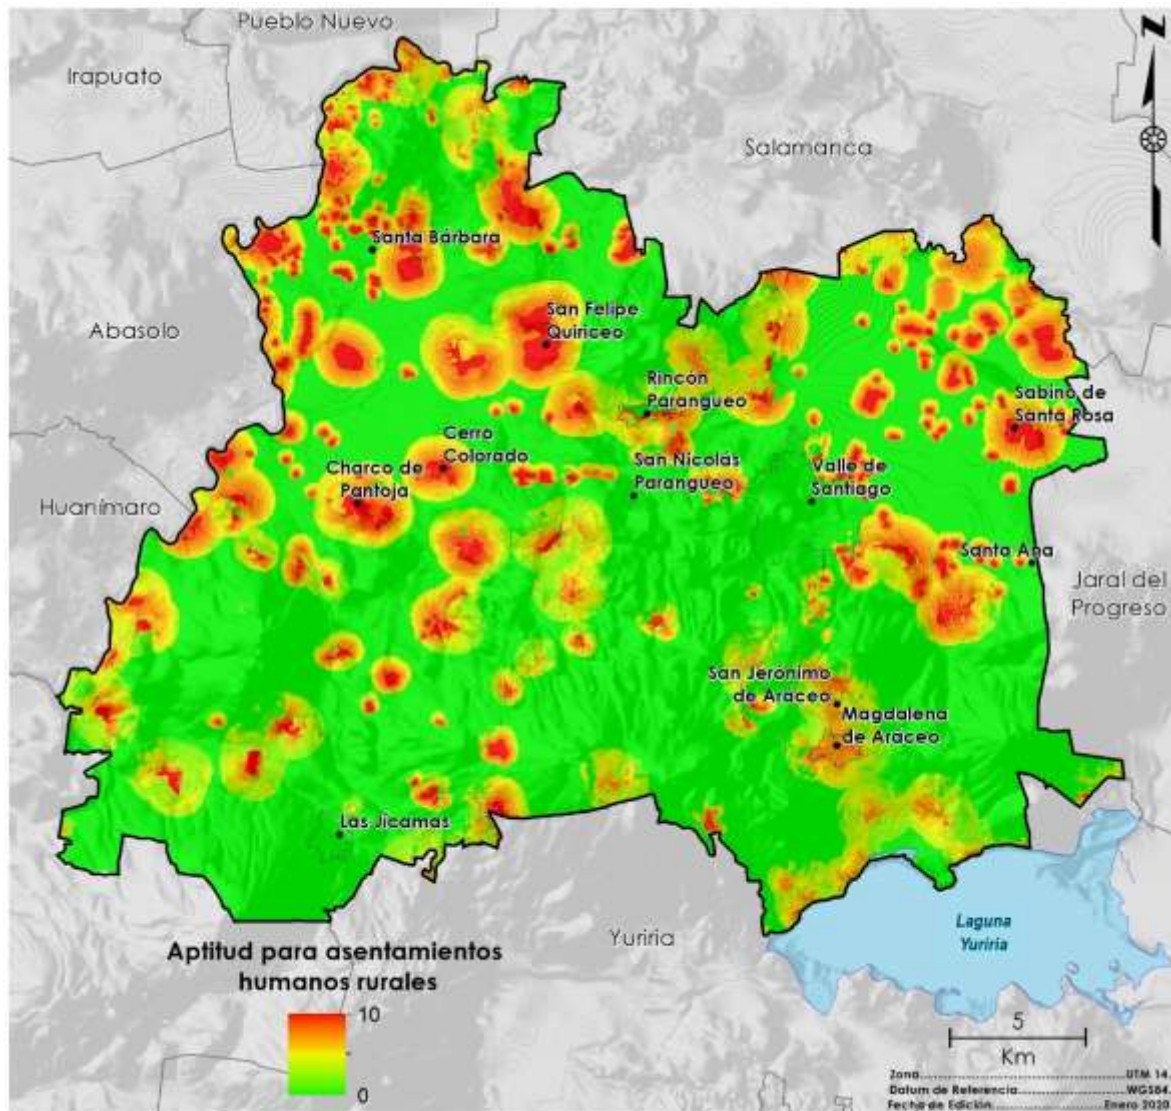 Pueblo Nuevo
Irapuato
Salamanca
Santa Bárbara
Abasolo
San Felipe
Quiriceo
Rincón
Parangueo
Sabino de
Santa Rosa
Cerro
Colorado
Charco de
Pantoja
San Nicolás
Parangueo
Valle de
Santiago
Huanímaro
Santa Ana
Jaral del
Progreso
San Jerónimo
de Araceo
Magdalena
de Araceo
Las Jícamas
Yuriria
Laguna
Yuriria
Aptitud para asentamientos
humanos rurales
10
0
5
Km
Zona UTM 14.
Datum de Referencia WGS84.
Fecha de Edición Enero 2020
N